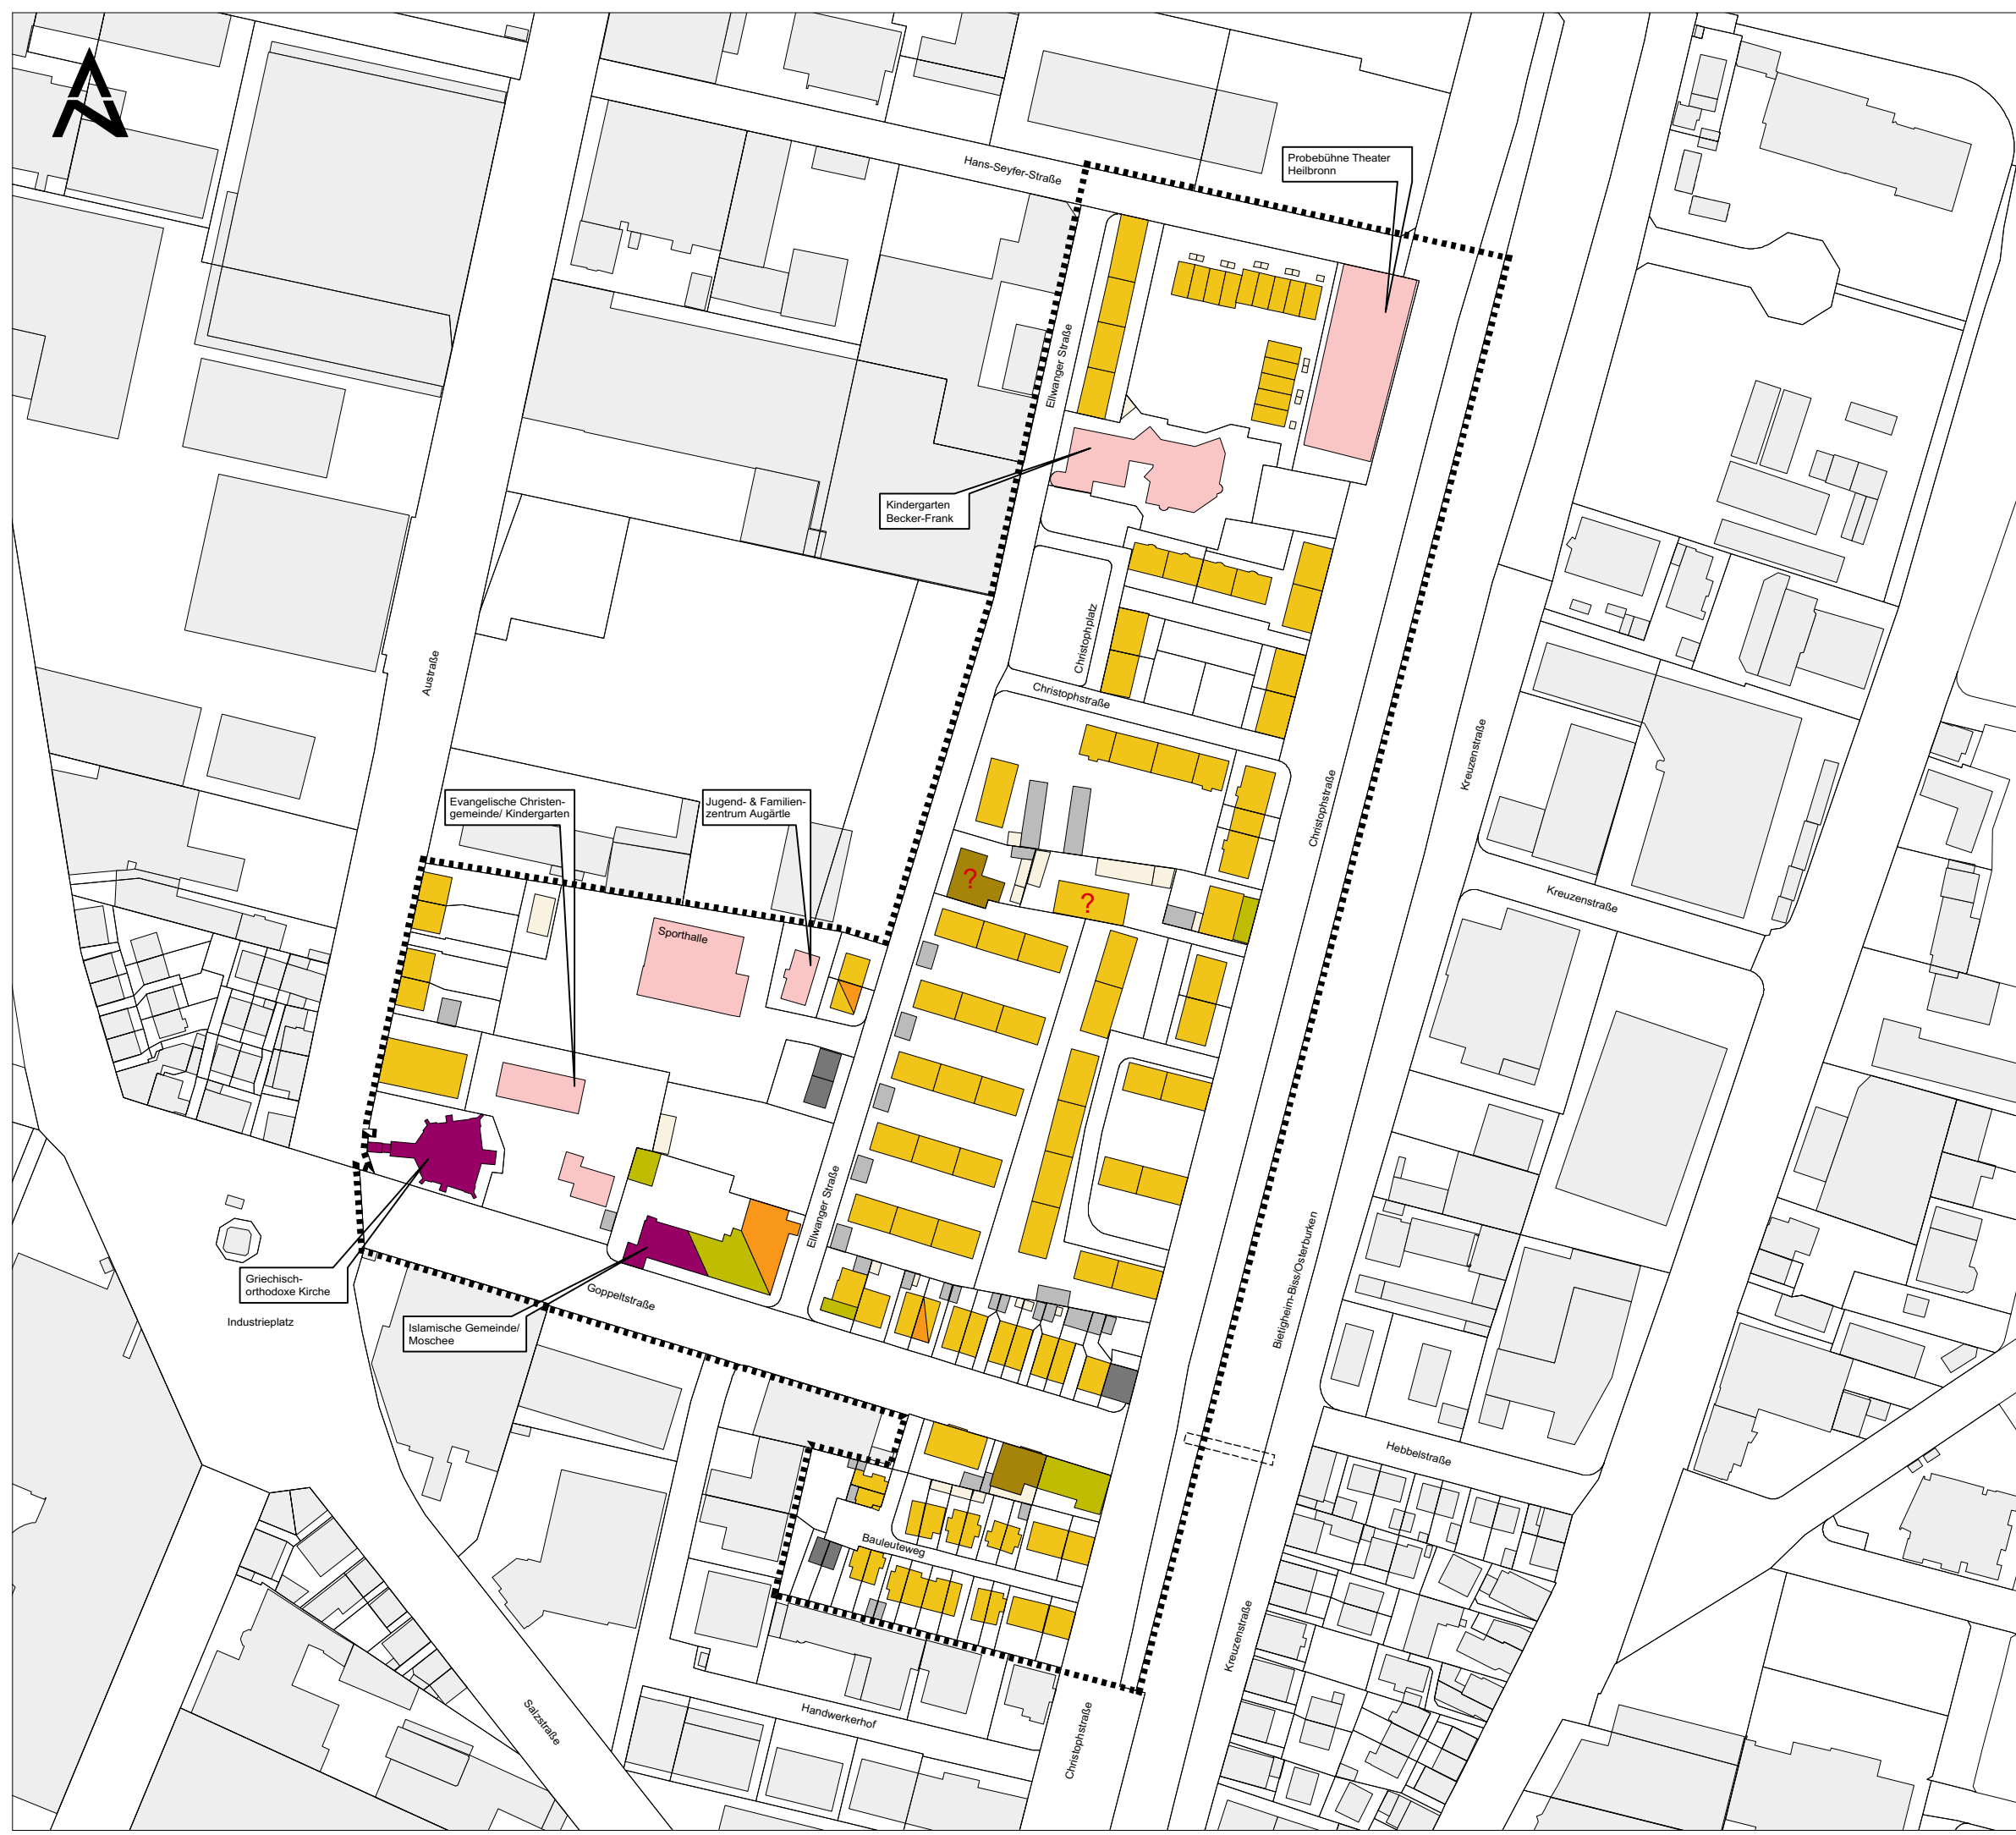 Hans-Seyfer-Straße
Probebühne Theater
Heilbronn
Ellwanger Straße
Kindergarten
Becker-Frank
Christophplatz
Austraße
Christophstraße
Kreuzenstraße
Christophstraße
Evangelische Christen-
gemeinde/ Kindergarten
Jugend- & Familien-
zentrum Augärtle
?
?
Kreuzenstraße
Sporthalle
Ellwanger Straße
Bietigheim-Biss/Osterburken
Griechisch-
orthodoxe Kirche
Goppeltstraße
Industrieplatz
Islamische Gemeinde/
Moschee
Hebbelstraße
Bauleuteweg
Kreuzenstraße
Salzstraße
Handwerkerhof
Christophstraße